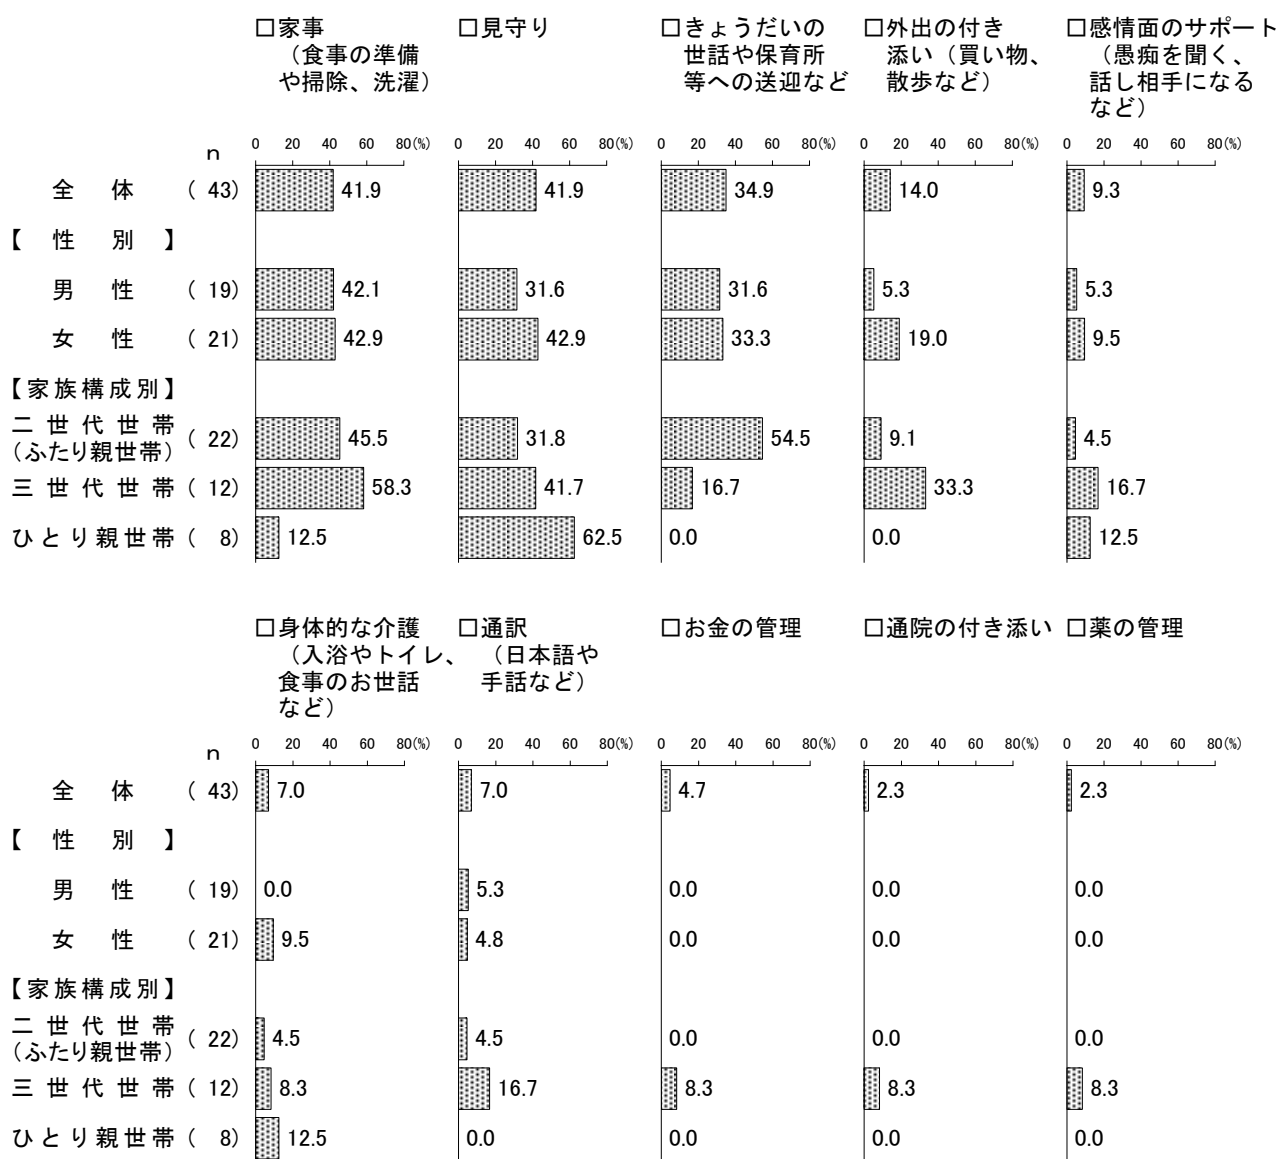 □家事 □見守り □きょうだいの □外出の付き □感情面のサポート
（食事の準備 世話や保育所 添い（買い物、 （愚痴を聞く、
や掃除、洗濯） 等への送迎など 散歩など） 話し相手になる
など）
0 20 40 60 80(%) 0 20 40 60 80(%) 0 20 40 60 80(%) 0 20 40 60 80(%) 0 20 40 60 80(%)
ｎ
全体 （ 43） 41.9 41.9 34.9 14.0 9.3
【 性 別 】
男性 （ 19） 42.1 31.6 31.6 5.3 5.3
女性 （ 21） 42.9 42.9 33.3 19.0 9.5
【家族構成別】
二世代世帯
（ふたり親世帯） （ 22） 45.5 31.8 54.5 9.1 4.5
三世代世帯 （ 12） 58.3 41.7 16.7 33.3 16.7
ひとり親世帯 （ 8） 12.5 62.5 0.0 0.0 12.5
□身体的な介護 □通訳 □お金の管理 □通院の付き添い □薬の管理
（入浴やトイレ、 （日本語や
食事のお世話 手話など）
など）
0 20 40 60 80(%) 0 20 40 60 80(%) 0 20 40 60 80(%) 0 20 40 60 80(%) 0 20 40 60 80(%)
ｎ
全体 （ 43） 7.0 7.0 4.7 2.3 2.3
【 性 別 】
男性 （ 19） 0.0 5.3 0.0 0.0 0.0
女性 （ 21） 9.5 4.8 0.0 0.0 0.0
【家族構成別】
二世代世帯
（ふたり親世帯） （ 22） 4.5 4.5 0.0 0.0 0.0
三世代世帯 （ 12） 8.3 16.7 8.3 8.3 8.3
ひとり親世帯 （ 8） 12.5 0.0 0.0 0.0 0.0